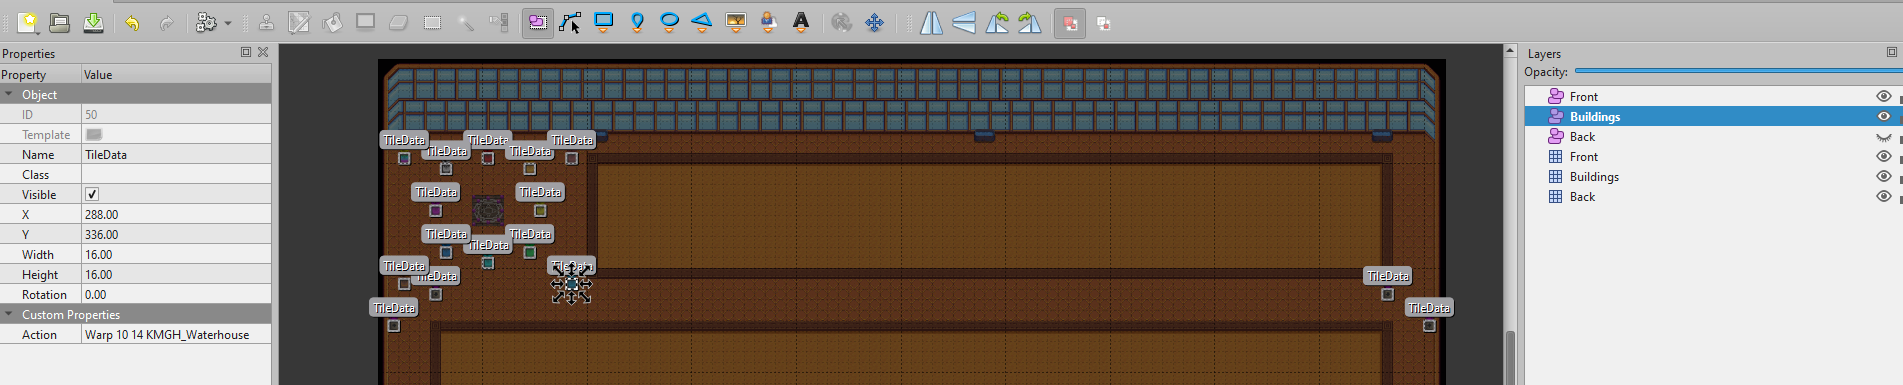 Properties
Property Value
Object
ID 50
Template
Name TileData
Class
Visible
X 288.00
Y 336.00
Width 16.00
Height 16.00
Rotation 0.00
Custom Properties
Action Warp 10 14 KMGH_Waterhouse
TileData TileData TileData
TileData TileData
TileData TileData
TileData TileData
TileData
TileData TileData
TileData TileData
TileData TileData
Layers
Opacity:
Front
Buildings
Back
Front
Buildings
Back